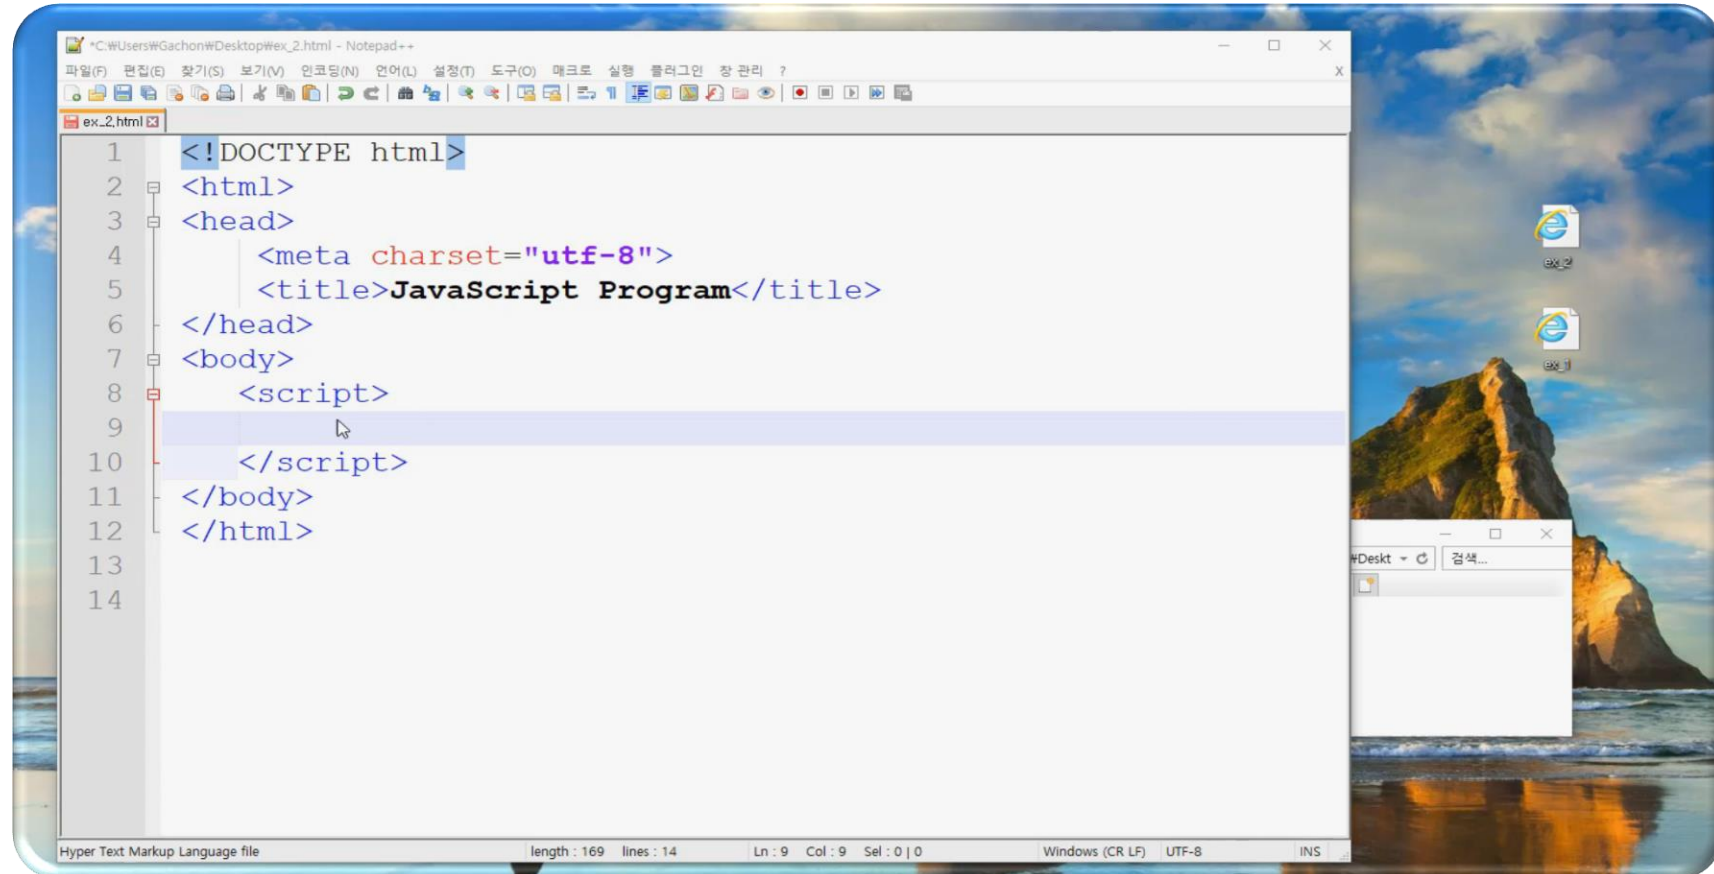 *C:₩Users₩Gachon₩Desktop₩ex_2.html - Notepad++
파일(F) 편집(E) 찾기(S) 보기(V) 인코딩(N) 언어(L) 설정(T) 도구(O) 매크로 실행 플러그인 창 관리 ? X
ex_2.html
1 <!DOCTYPE html>
2 <html>
3 <head>
4 <meta charset="utf-8">
5 <title>JavaScript Program</title>
6 </head>
7 <body>
8 <script>
9
10 </script>
11 </body>
12 </html>
13
14
Hyper Text Markup Language file length : 169 lines : 14 Ln : 9 Col : 9 Sel : 0 | 0 Windows (CR LF) UTF-8 INS
ex_2
ex_1
₩Deskt 검색...